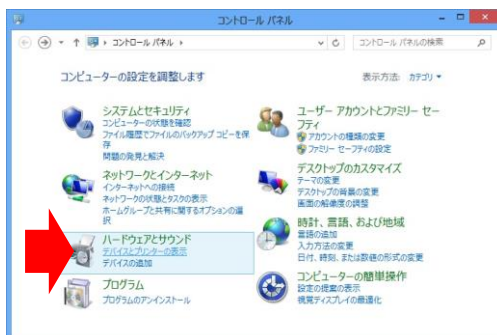 コントロール パネル
コントロール パネル
コントロール パネルの検索
コンピューターの設定を調整します
表示方法: カテゴリ
システムとセキュリティ
コンピューターの状態を確認
ファイル履歴でファイルのバックアップ コピーを保
存
問題の発見と解決
ネットワークとインターネット
インターネットへの接続
ネットワークの状態とタスクの表示
ホームグループと共有に関するオプションの選
択
ハードウェアとサウンド
デバイスとプリンターの表示
デバイスの追加
プログラム
プログラムのアンインストール
ユーザー アカウントとファミリー セー
フティ
アカウントの種類の変更
ファミリー セーフティの設定
デスクトップのカスタマイズ
テーマの変更
デスクトップの背景の変更
画面の解像度の調整
時計、言語、および地域
言語の追加
入力方法の変更
日付、時刻、または数値の形式の変更
コンピューターの簡単操作
設定の提案の表示
視覚ディスプレイの最適化